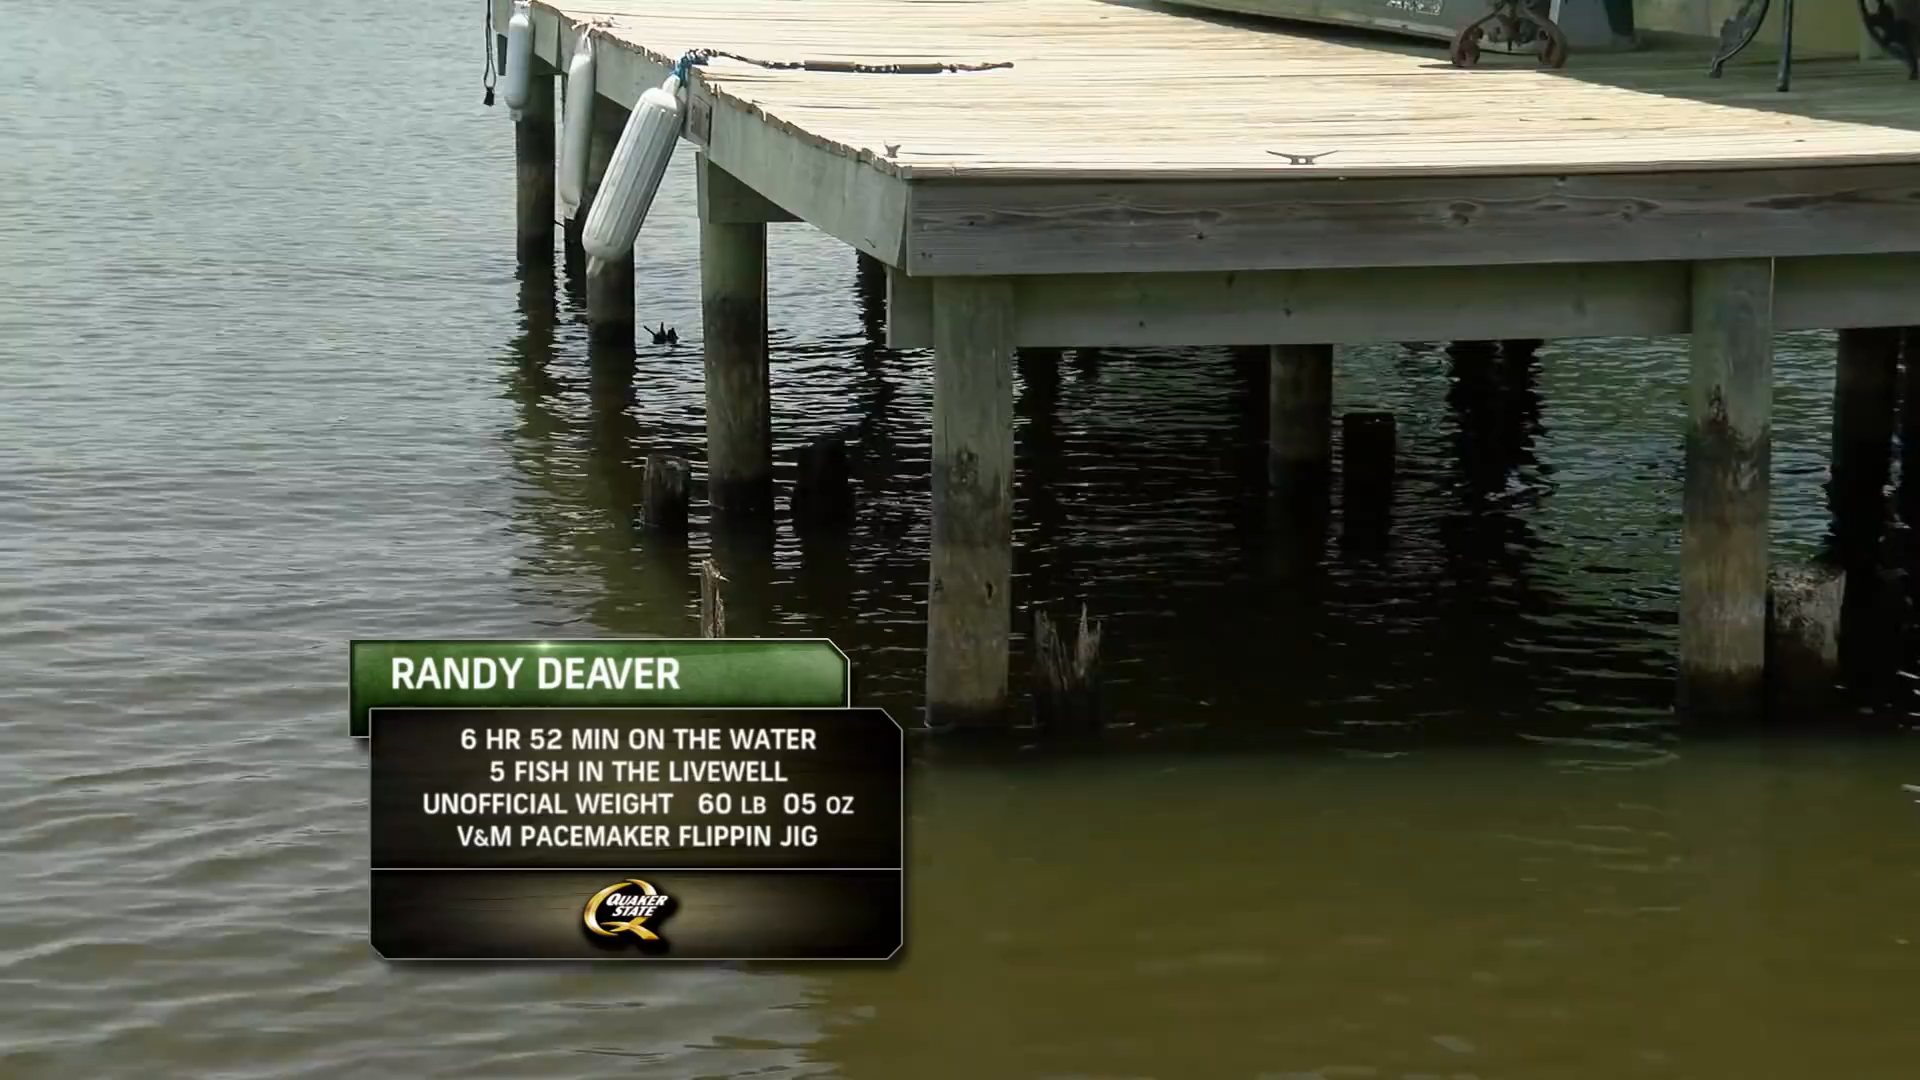 RANDY DEAVER
6 HR 52 MIN ON THE WATER
5 FISH IN THE LIVEWELL
UNOFFICIAL WEIGHT 60 LB 05 OZ
V&M PACEMAKER FLIPPIN JIG
QUAKER
STATE